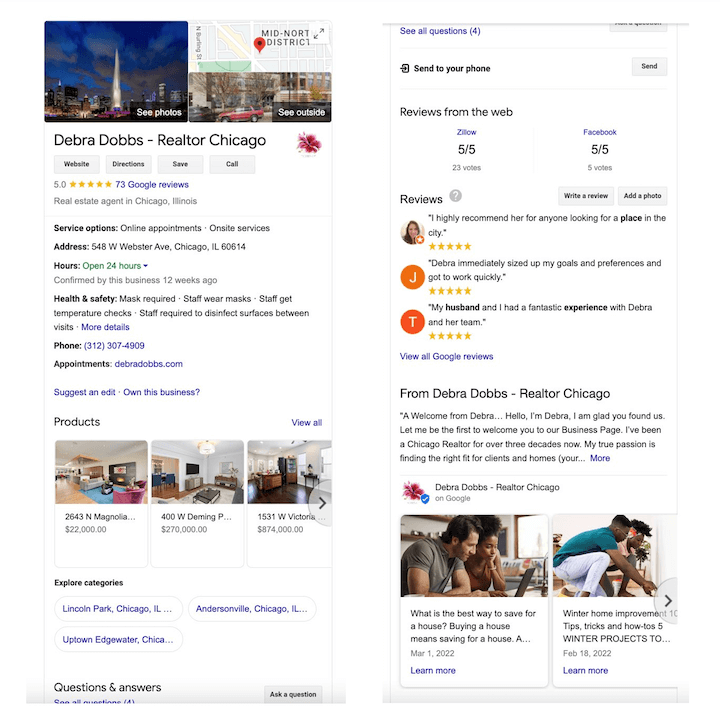 MID-NORT
DISTRICT
N Burling St
See photos
See outside
Debra Dobbs - Realtor Chicago
Website
Directions
Save
Call
5.0 ★★★★★ 73 Google reviews
Real estate agent in Chicago, Illinois
Service options: Online appointments · Onsite services
Address: 548 W Webster Ave, Chicago, IL 60614
Hours: Open 24 hours
Confirmed by this business 12 weeks ago
Health & safety: Mask required · Staff wear masks · Staff get
temperature checks · Staff required to disinfect surfaces between
visits · More details
Phone: (312) 307-4909
Appointments: debradobbs.com
Suggest an edit · Own this business?
Products
View all
2643 N Magnolia...
$22,000.00
400 W Deming P...
$270,000.00
1531 W Victoria ...
$874,000.00
Explore categories
Lincoln Park, Chicago, IL ...
Andersonville, Chicago, IL...
Uptown Edgewater, Chica...
Questions & answers
See all questions (4)
Ask a question
Ask a question
See all questions (4)
Send to your phone
Send
Reviews from the web
Zillow
5/5
23 votes
Facebook
5/5
5 votes
Reviews
?
Write a review
Add a photo
"I highly recommend her for anyone looking for a place in the
city."
★★★★★
J
"Debra immediately sized up my goals and preferences and
got to work quickly."
★★★★★
T
"My husband and I had a fantastic experience with Debra
and her team."
★★★★★
View all Google reviews
From Debra Dobbs - Realtor Chicago
"A Welcome from Debra... Hello, I'm Debra, I am glad you found us.
Let me be the first to welcome you to our Business Page. I've been
a Chicago Realtor for over three decades now. My true passion is
finding the right fit for clients and homes (your... More
Debra Dobbs - Realtor Chicago
on Google
What is the best way to save for
a house? Buying a house
means saving for a house. A...
Mar 1, 2022
Learn more
Winter home improvement 10
Tips, tricks and how-tos 5
WINTER PROJECTS TO...
Feb 18, 2022
Learn more